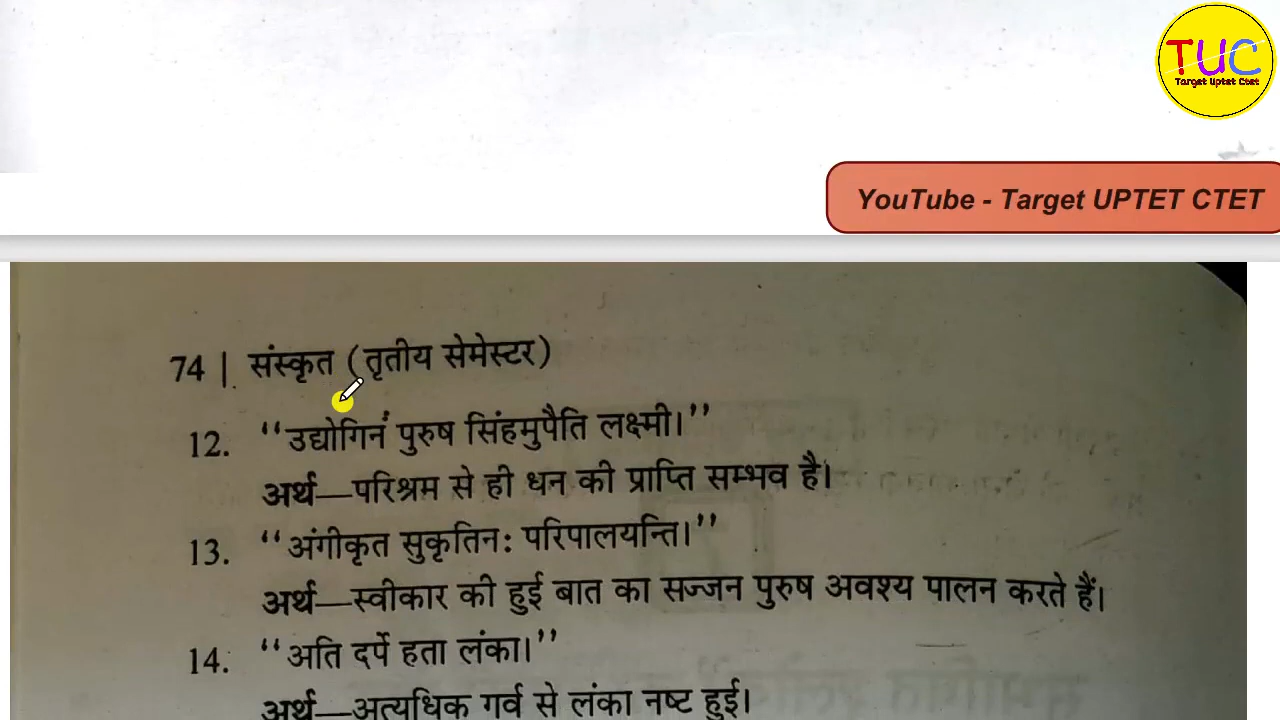 TUC
Target Uptet Ctet
YouTube - Target UPTET CTET
74 | संस्कृत (तृतीय सेमेस्टर)
12. ‘‘उद्योगिनं पुरुष सिंहमुपैति लक्ष्मी।’’
अर्थ—परिश्रम से ही धन की प्राप्ति सम्भव है।
13. ‘‘अंगीकृत सुकृतिनः परिपालयन्ति।’’
अर्थ—स्वीकार की हुई बात का सज्जन पुरुष अवश्य पालन करते हैं।
14. ‘‘अति दर्पे हता लंका।’’
अर्थ—अत्यधिक गर्व से लंका नष्ट हुई।